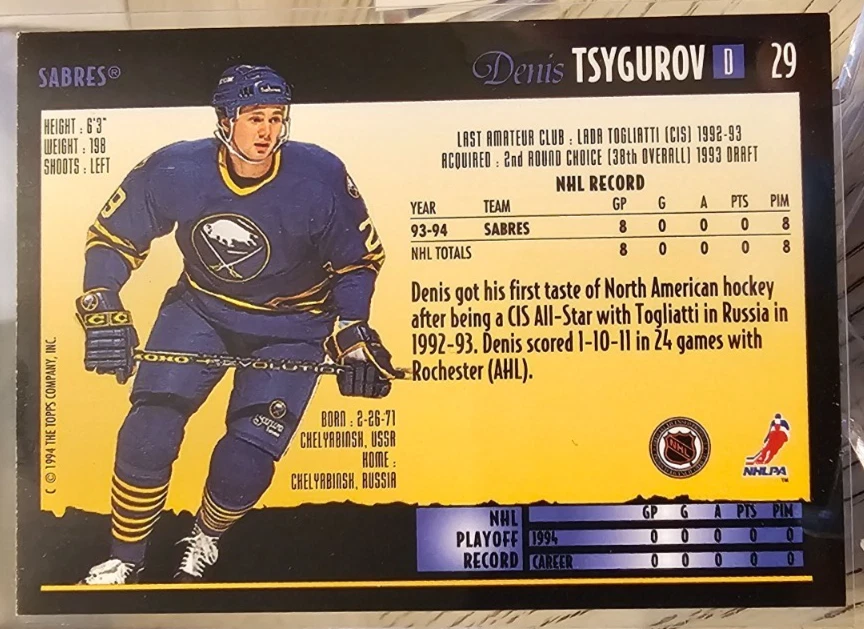 SABRES®
Denis TSYGUROV D 29
HEIGHT : 6'3"
WEIGHT : 198
SHOOTS : LEFT
LAST AMATEUR CLUB : LADA TOGLIATTI (CIS) 1992-93
ACQUIRED : 2nd ROUND CHOICE (38th OVERALL) 1993 DRAFT
NHL RECORD
YEAR TEAM GP G A PTS PIM
93-94 SABRES 8 0 0 0 8
NHL TOTALS 8 0 0 0 8
Denis got his first taste of North American hockey
after being a CIS All-Star with Togliatti in Russia in
1992-93. Denis scored 1-10-11 in 24 games with
Rochester (AHL).
KOHO REVOLUTION
BORN : 2-26-71
CHELYABINSK, USSR
HOME :
CHELYABINSK, RUSSIA
C © 1994 THE TOPPS COMPANY, INC.
NHL
NHLPA
TM
NHL
PLAYOFF
RECORD
GP G A PTS PIM
1994 0 0 0 0 0
CAREER 0 0 0 0 0